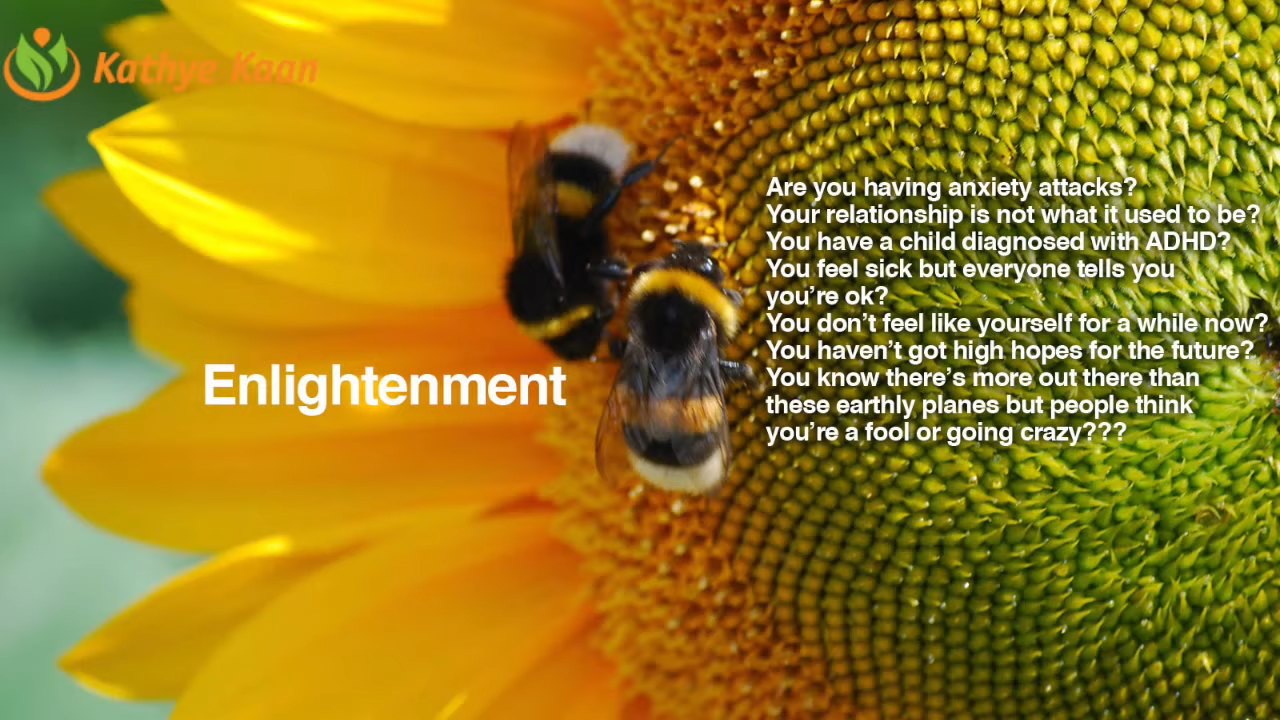 Kathye Kaan
Enlightenment
Are you having anxiety attacks?
Your relationship is not what it used to be?
You have a child diagnosed with ADHD?
You feel sick but everyone tells you
you’re ok?
You don’t feel like yourself for a while now?
You haven’t got high hopes for the future?
You know there’s more out there than
these earthly planes but people think
you’re a fool or going crazy???